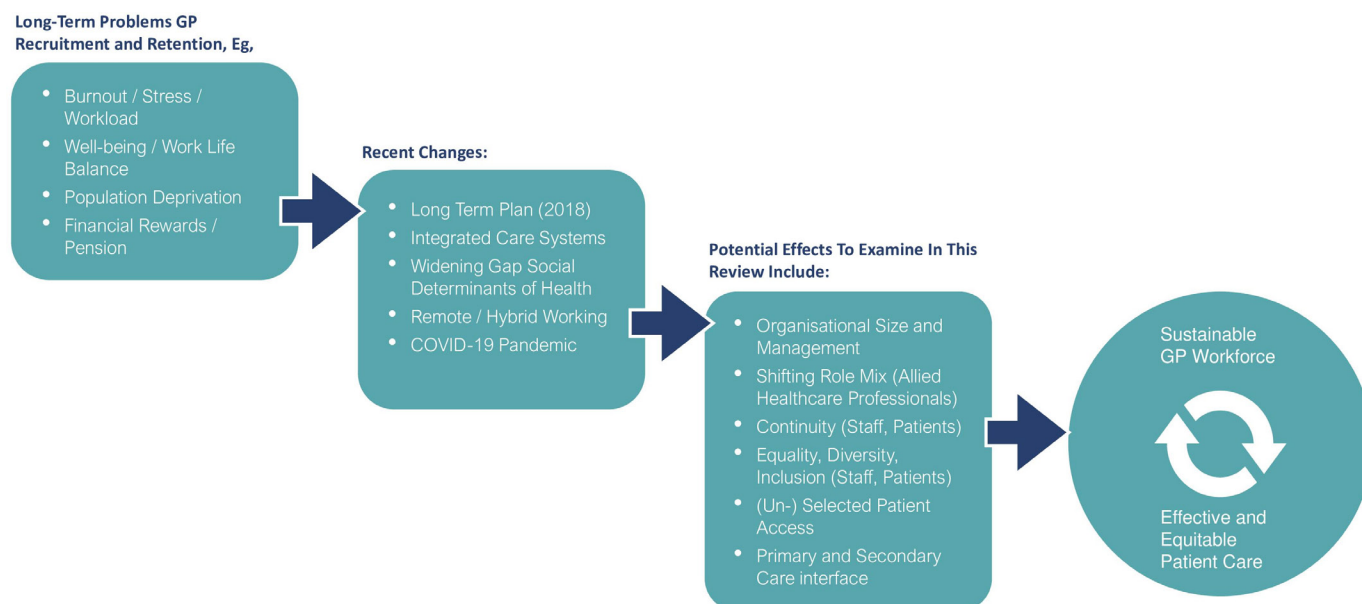 Long-Term Problems GP
Recruitment and Retention, Eg,
• Burnout / Stress /
Workload
• Well-being / Work Life
Balance
• Population Deprivation
• Financial Rewards /
Pension
Recent Changes:
• Long Term Plan (2018)
• Integrated Care Systems
• Widening Gap Social
Determinants of Health
• Remote / Hybrid Working
• COVID-19 Pandemic
Potential Effects To Examine In This
Review Include:
• Organisational Size and
Management
• Shifting Role Mix (Allied
Healthcare Professionals)
• Continuity (Staff, Patients)
• Equality, Diversity,
Inclusion (Staff, Patients)
• (Un-) Selected Patient
Access
• Primary and Secondary
Care interface
Sustainable
GP Workforce
Effective and
Equitable
Patient Care